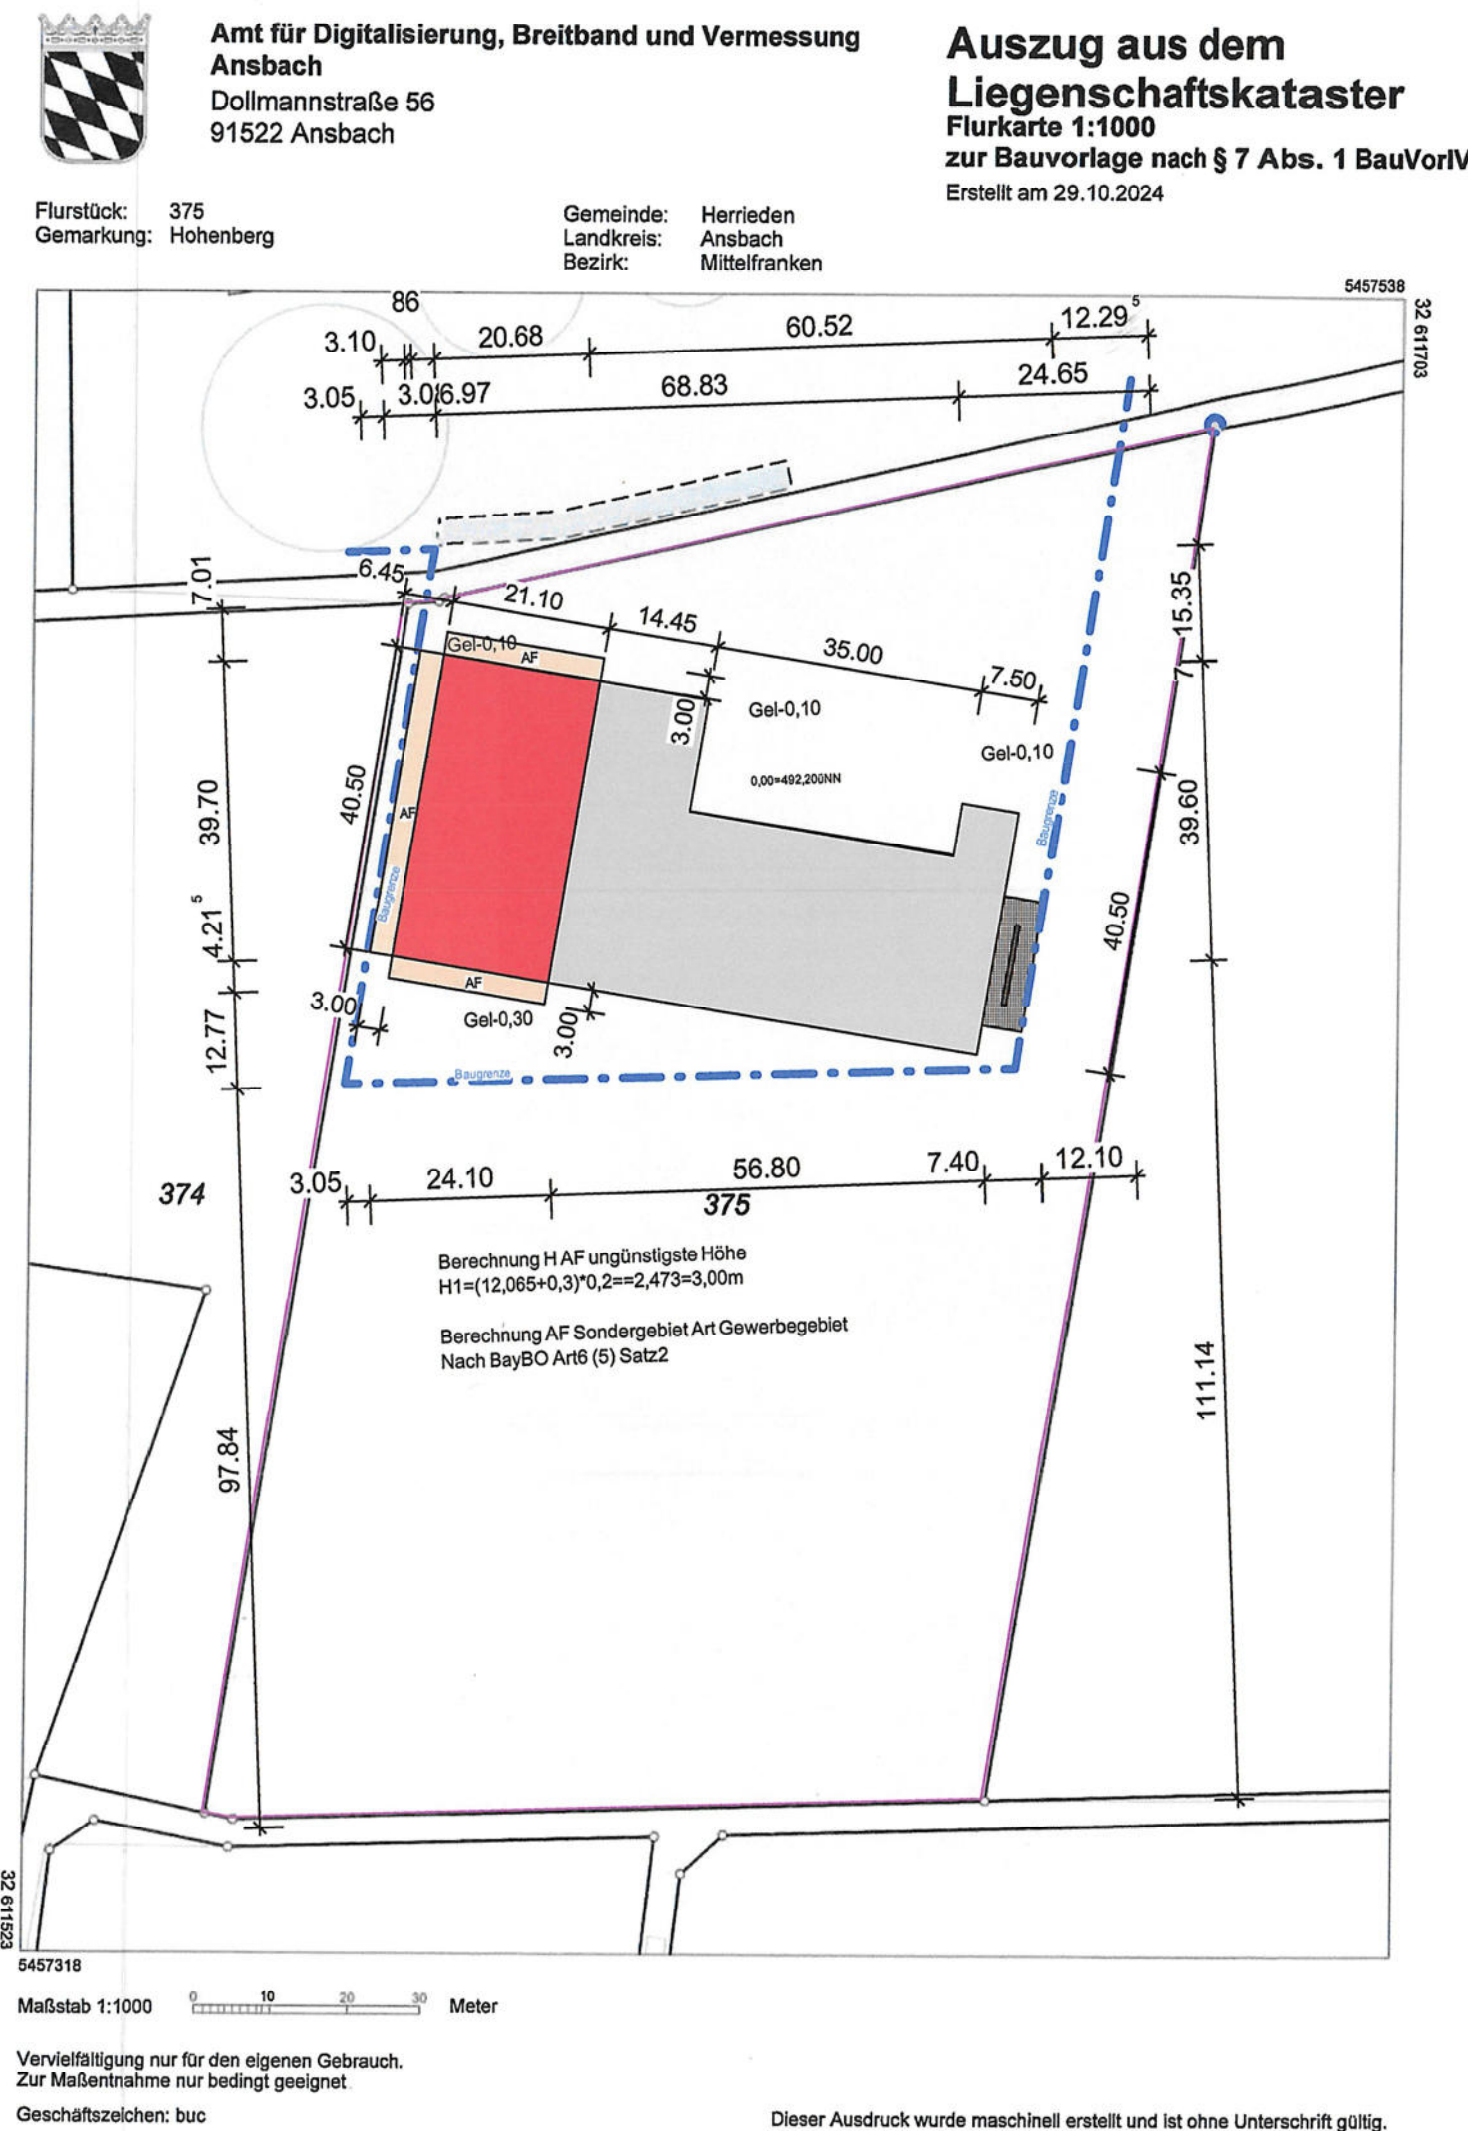 Amt für Digitalisierung, Breitband und Vermessung
Ansbach
Dollmannstraße 56
91522 Ansbach
Auszug aus dem
Liegenschaftskataster
Flurkarte 1:1000
zur Bauvorlage nach § 7 Abs. 1 BauVorlV
Erstellt am 29.10.2024
Flurstück: 375
Gemarkung: Hohenberg
Gemeinde: Herrieden
Landkreis: Ansbach
Bezirk: Mittelfranken
5457538
32 611703
86
3.10 20.68 60.52 12.29 5
3.05 3.0 6.97 68.83 24.65
7.01
6.45
21.10
14.45
35.00
7.50
15.35
7
Gel-0,10
AF
3.00
Gel-0,10
Gel-0,10
0,00=492,20üNN
40.50
39.70
AF
Baugrenze
Baugrenze
39.60
4.21 5
40.50
AF
3.00
Gel-0,30
3.00
12.77
Baugrenze
374
3.05 24.10 56.80 7.40 12.10
375
Berechnung H AF ungünstigste Höhe
H1=(12,065+0,3)*0,2==2,473=3,00m
Berechnung AF Sondergebiet Art Gewerbegebiet
Nach BayBO Art6 (5) Satz2
111.14
97.84
32 611523
5457318
Maßstab 1:1000 0 10 20 30 Meter
Vervielfältigung nur für den eigenen Gebrauch.
Zur Maßentnahme nur bedingt geeignet
Geschäftszeichen: buc
Dieser Ausdruck wurde maschinell erstellt und ist ohne Unterschrift gültig.